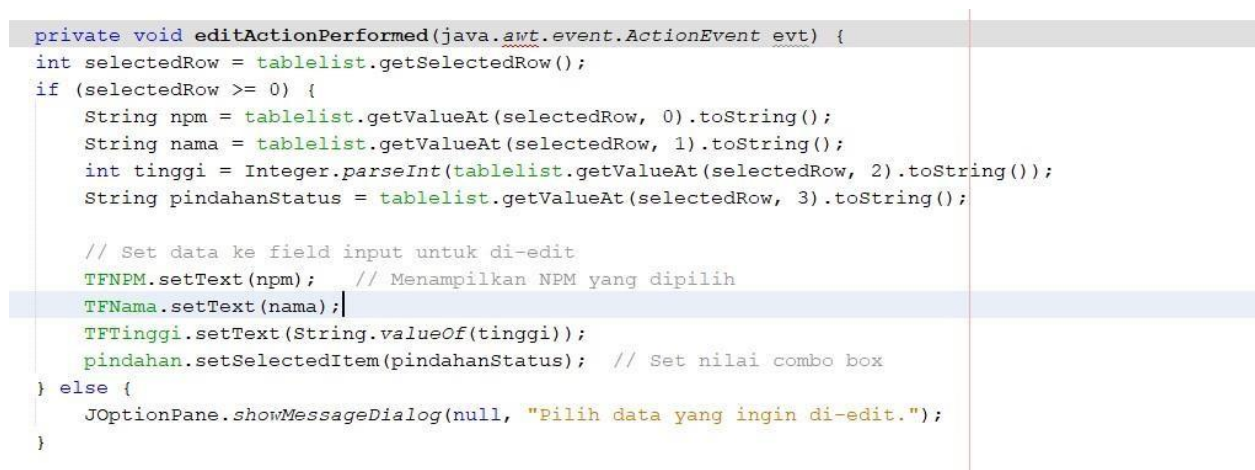 private void editActionPerformed(java.awt.event.ActionEvent evt) {
int selectedRow = tablelist.getSelectedRow();
if (selectedRow >= 0) {
    String npm = tablelist.getValueAt(selectedRow, 0).toString();
    String nama = tablelist.getValueAt(selectedRow, 1).toString();
    int tinggi = Integer.parseInt(tablelist.getValueAt(selectedRow, 2).toString());
    String pindahanStatus = tablelist.getValueAt(selectedRow, 3).toString();
    // Set data ke field input untuk di-edit
    TFNPM.setText(npm);   // Menampilkan NPM yang dipilih
    TFNama.setText(nama);
    TFTinggi.setText(String.valueOf(tinggi));
    pindahan.setSelectedItem(pindahanStatus);  // Set nilai combo box
} else {
    JOptionPane.showMessageDialog(null, "Pilih data yang ingin di-edit.");
}